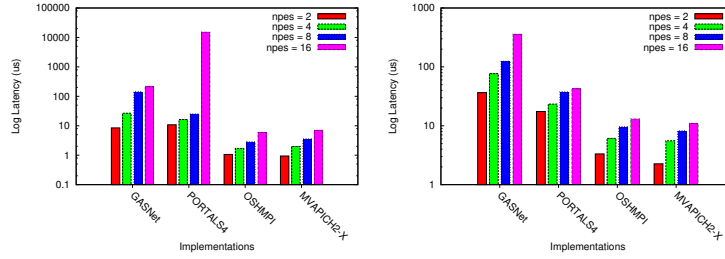 Log Latency (us)
100000
10000
1000
100
10
1
0.1
npes = 2
npes = 4
npes = 8
npes = 16
GASNet
PORTALS4
OSHMPI
MVAPICH2-X
Implementations
Log Latency (us)
1000
100
10
1
npes = 2
npes = 4
npes = 8
npes = 16
GASNet
PORTALS4
OSHMPI
MVAPICH2-X
Implementations